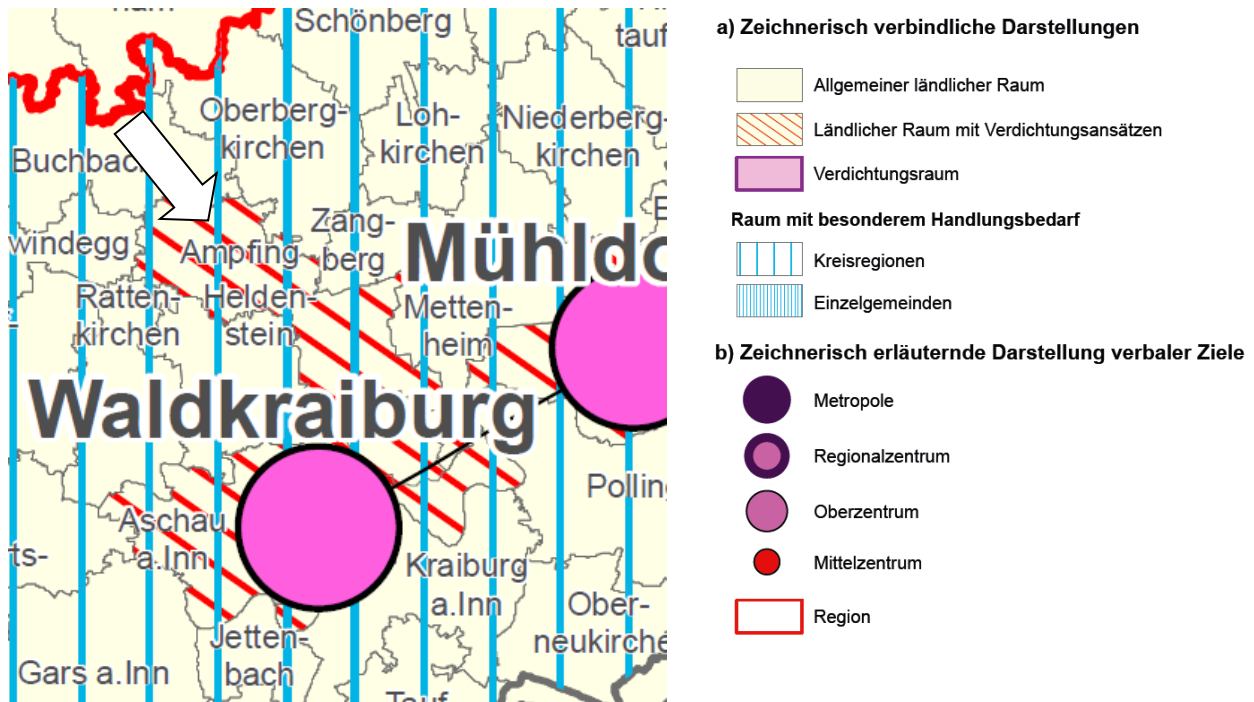 Schönberg
tauf
Oberberg-
kirchen
Loh-
kirchen
Niederberg-
kirchen
Buchbac
windegg
Ampfing
Zang-
berg
Mühldo
Ratten-
kirchen
Helden-
stein
Metten-
heim
Waldkraiburg
Polling
Aschau
a.Inn
rts-
Kraiburg
a.Inn
Ober-
neukirche
Jetten-
bach
Gars a.Inn
Tauf
a) Zeichnerisch verbindliche Darstellungen
Allgemeiner ländlicher Raum
Ländlicher Raum mit Verdichtungsansätzen
Verdichtungsraum
Raum mit besonderem Handlungsbedarf
Kreisregionen
Einzelgemeinden
b) Zeichnerisch erläuternde Darstellung verbaler Ziele
Metropole
Regionalzentrum
Oberzentrum
Mittelzentrum
Region